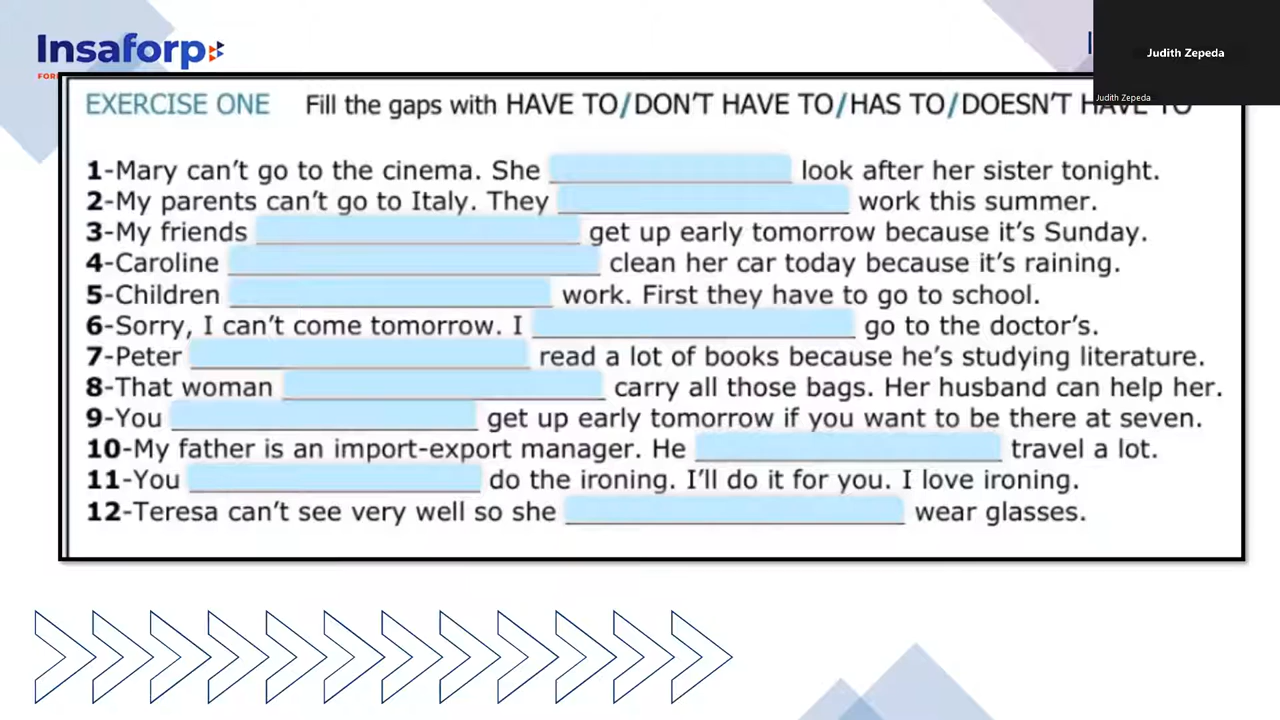 Insaforp
Judith Zepeda
Judith Zepeda
EXERCISE ONE Fill the gaps with HAVE TO/DON'T HAVE TO/HAS TO/DOESN'T HAVE TO
1-Mary can't go to the cinema. She look after her sister tonight.
2-My parents can't go to Italy. They work this summer.
3-My friends get up early tomorrow because it's Sunday.
4-Caroline clean her car today because it's raining.
5-Children work. First they have to go to school.
6-Sorry, I can't come tomorrow. I go to the doctor's.
7-Peter read a lot of books because he's studying literature.
8-That woman carry all those bags. Her husband can help her.
9-You get up early tomorrow if you want to be there at seven.
10-My father is an import-export manager. He travel a lot.
11-You do the ironing. I'll do it for you. I love ironing.
12-Teresa can't see very well so she wear glasses.